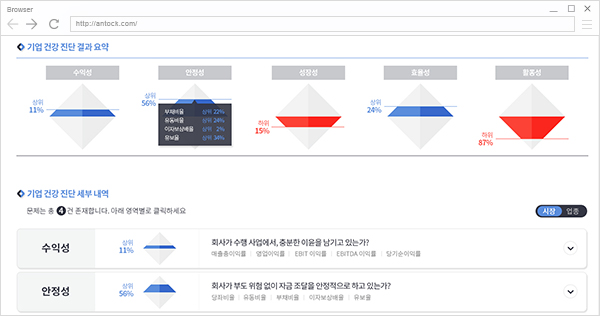 Browser
http://antock.com/
기업 건강 진단 결과 요약
수익성 안정성 성장성 효율성 활동성
상위 11%
상위 56%
부채비율 상위 22%
유동비율 상위 24%
이자보상배율 상위 2%
유보율 상위 34%
하위 15%
상위 24%
하위 87%
기업 건강 진단 세부 내역
문제는 총 4건 존재합니다. 아래 영역별로 클릭하세요
시장 업종
수익성
상위 11%
회사가 수행 사업에서, 충분한 이윤을 남기고 있는가?
매출총이익률 | 영업이익률 | EBIT 이익률 | EBITDA 이익률 | 당기순이익률
안정성
상위 56%
회사가 부도 위험 없이 자금 조달을 안정적으로 하고 있는가?
당좌비율 | 유동비율 | 부채비율 | 이자보상배율 | 유보율